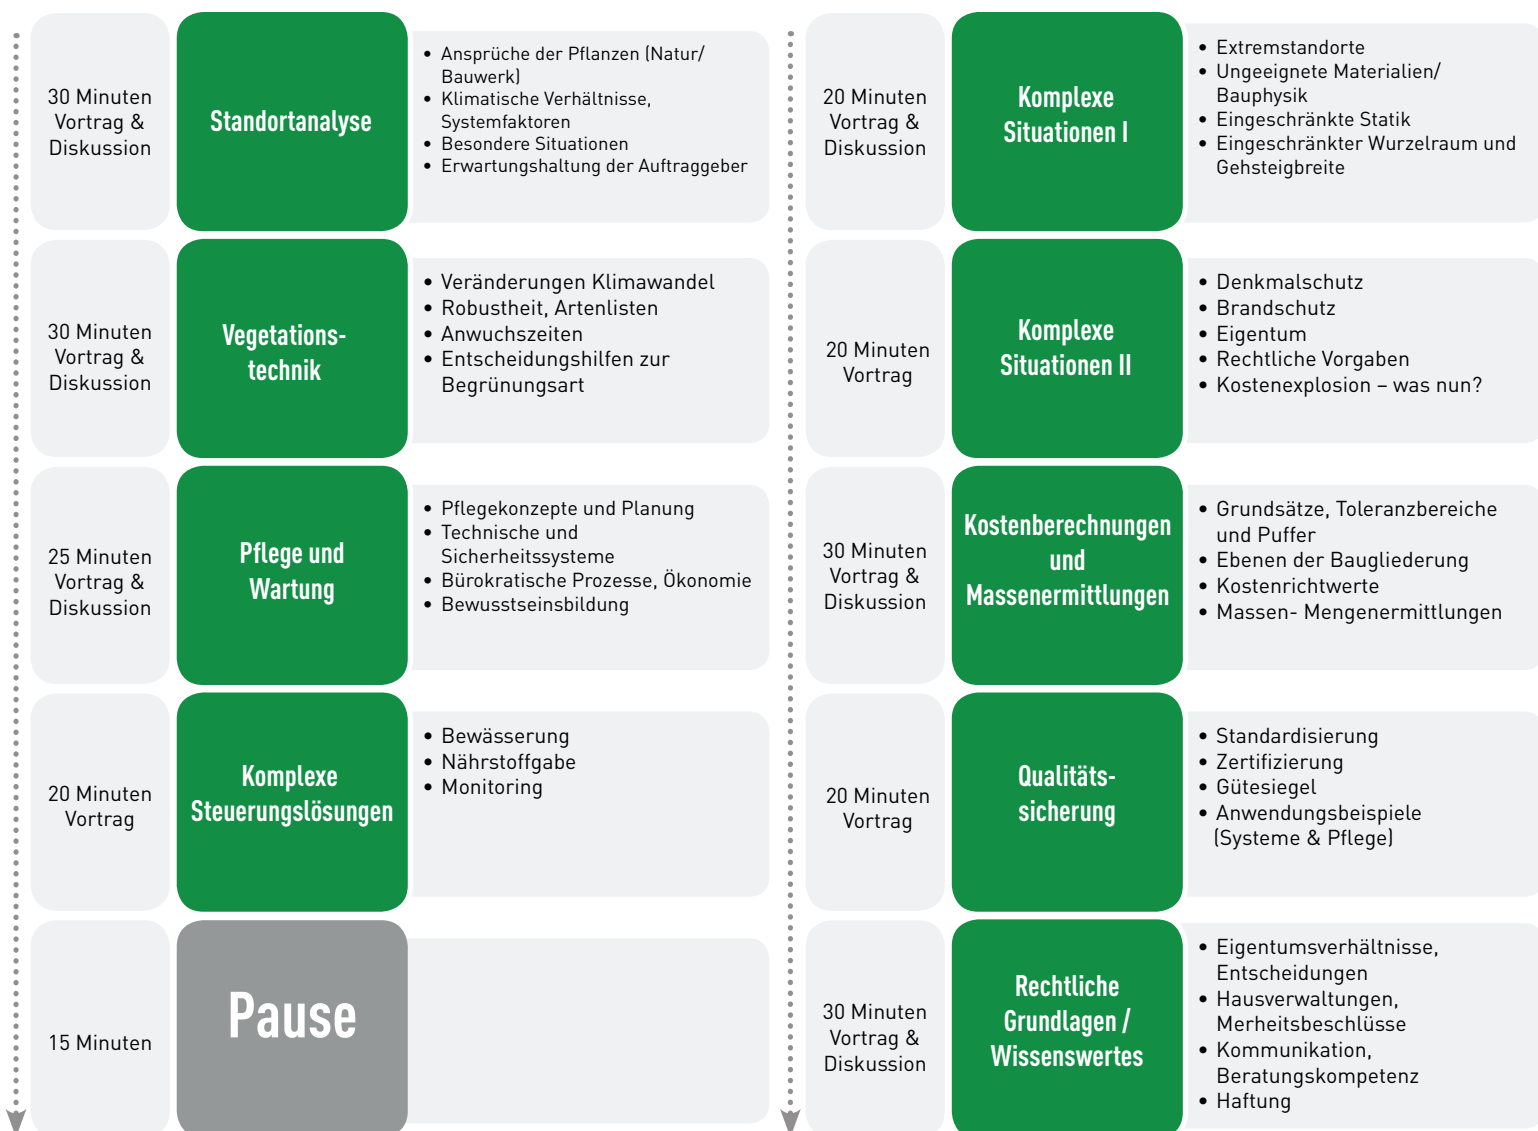 30 Minuten
Vortrag &
Diskussion
Standortanalyse
• Ansprüche der Pflanzen (Natur/
Bauwerk)
• Klimatische Verhältnisse,
Systemfaktoren
• Besondere Situationen
• Erwartungshaltung der Auftraggeber
30 Minuten
Vortrag &
Diskussion
Vegetations-
technik
• Veränderungen Klimawandel
• Robustheit, Artenlisten
• Anwuchszeiten
• Entscheidungshilfen zur
Begrünungsart
25 Minuten
Vortrag &
Diskussion
Pflege und
Wartung
• Pflegekonzepte und Planung
• Technische und
Sicherheitssysteme
• Bürokratische Prozesse, Ökonomie
• Bewusstseinsbildung
20 Minuten
Vortrag
Komplexe
Steuerungslösungen
• Bewässerung
• Nährstoffgabe
• Monitoring
15 Minuten
Pause
20 Minuten
Vortrag &
Diskussion
Komplexe
Situationen I
• Extremstandorte
• Ungeeignete Materialien/
Bauphysik
• Eingeschränkte Statik
• Eingeschränkter Wurzelraum und
Gehsteigbreite
20 Minuten
Vortrag
Komplexe
Situationen II
• Denkmalschutz
• Brandschutz
• Eigentum
• Rechtliche Vorgaben
• Kostenexplosion – was nun?
30 Minuten
Vortrag &
Diskussion
Kostenberechnungen
und
Massenermittlungen
• Grundsätze, Toleranzbereiche
und Puffer
• Ebenen der Baugliederung
• Kostenrichtwerte
• Massen- Mengenermittlungen
20 Minuten
Vortrag
Qualitäts-
sicherung
• Standardisierung
• Zertifizierung
• Gütesiegel
• Anwendungsbeispiele
(Systeme & Pflege)
30 Minuten
Vortrag &
Diskussion
Rechtliche
Grundlagen /
Wissenswertes
• Eigentumsverhältnisse,
Entscheidungen
• Hausverwaltungen,
Merheitsbeschlüsse
• Kommunikation,
Beratungskompetenz
• Haftung